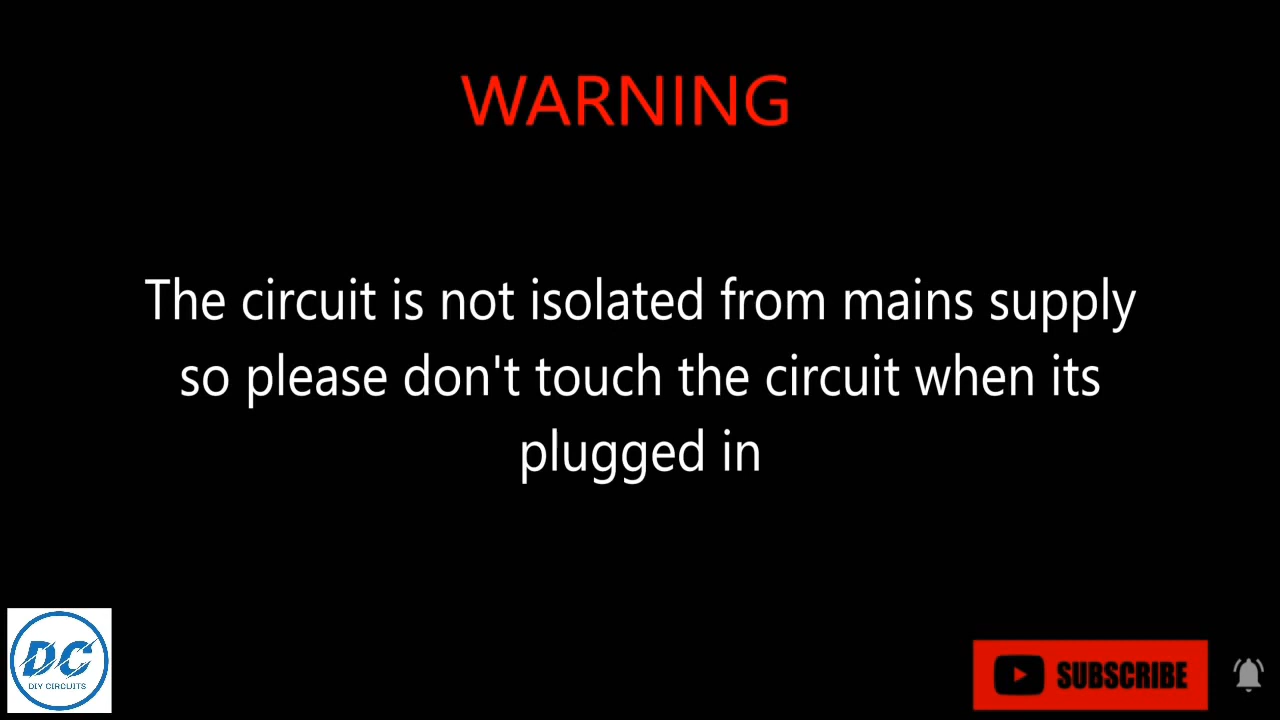 WARNING
The circuit is not isolated from mains supply
so please don't touch the circuit when its
plugged in
DC
DIY CIRCUITS
SUBSCRIBE